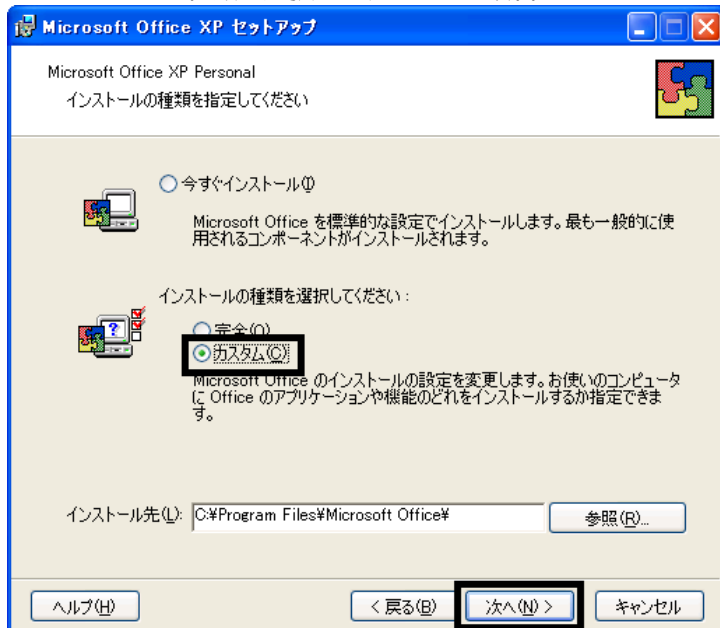 Microsoft Office XP セットアップ
Microsoft Office XP Personal
インストールの種類を指定してください
今すぐインストール(I)
Microsoft Office を標準的な設定でインストールします。最も一般的に使
用されるコンポーネントがインストールされます。
インストールの種類を選択してください:
完全(O)
カスタム(C)
Microsoft Office のインストールの設定を変更します。お使いのコンピュータ
に Office のアプリケーションや機能のどれをインストールするか指定できま
す。
インストール先(L): C:¥Program Files¥Microsoft Office¥ 参照(R)...
ヘルプ(H) < 戻る(B) 次へ(N) > キャンセル